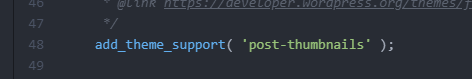 46 * @link https://developer.wordpress.org/themes/f
47 */
48 add_theme_support( 'post-thumbnails' );
49